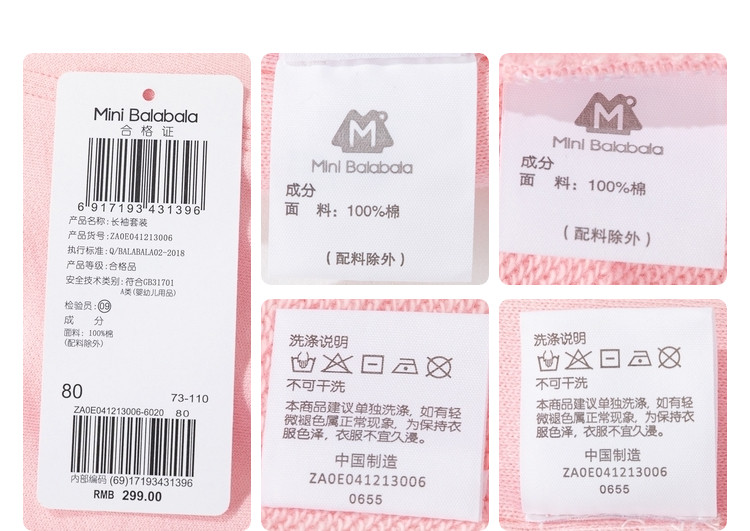 Mini Balabala
合格证
6 917193 431396
产品名称:长袖套装
产品货号:ZA0E041213006
执行标准:Q/BALABALA02-2018
产品等级:合格品
安全技术类别:符合GB31701
A类(婴幼儿用品)
检验员:09
成 分
面料:100%棉
(配料除外)
80 73-110
ZA0E041213006-6020 80
内部编码 (69)17193431396
RMB 299.00
M
Mini Balabala
成分
面 料：100%棉
(配料除外)
M
Mini Balabala
成分
面 料：100%棉
(配料除外)
洗涤说明
不可干洗
本商品建议单独洗涤，如有轻
微褪色属正常现象，为保持衣
服色泽，衣服不宜久浸。
中国制造
ZA0E041213006
0655
洗涤说明
不可干洗
本商品建议单独洗涤，如有轻
微褪色属正常现象，为保持衣
服色泽，衣服不宜久浸。
中国制造
ZA0E041213006
0655